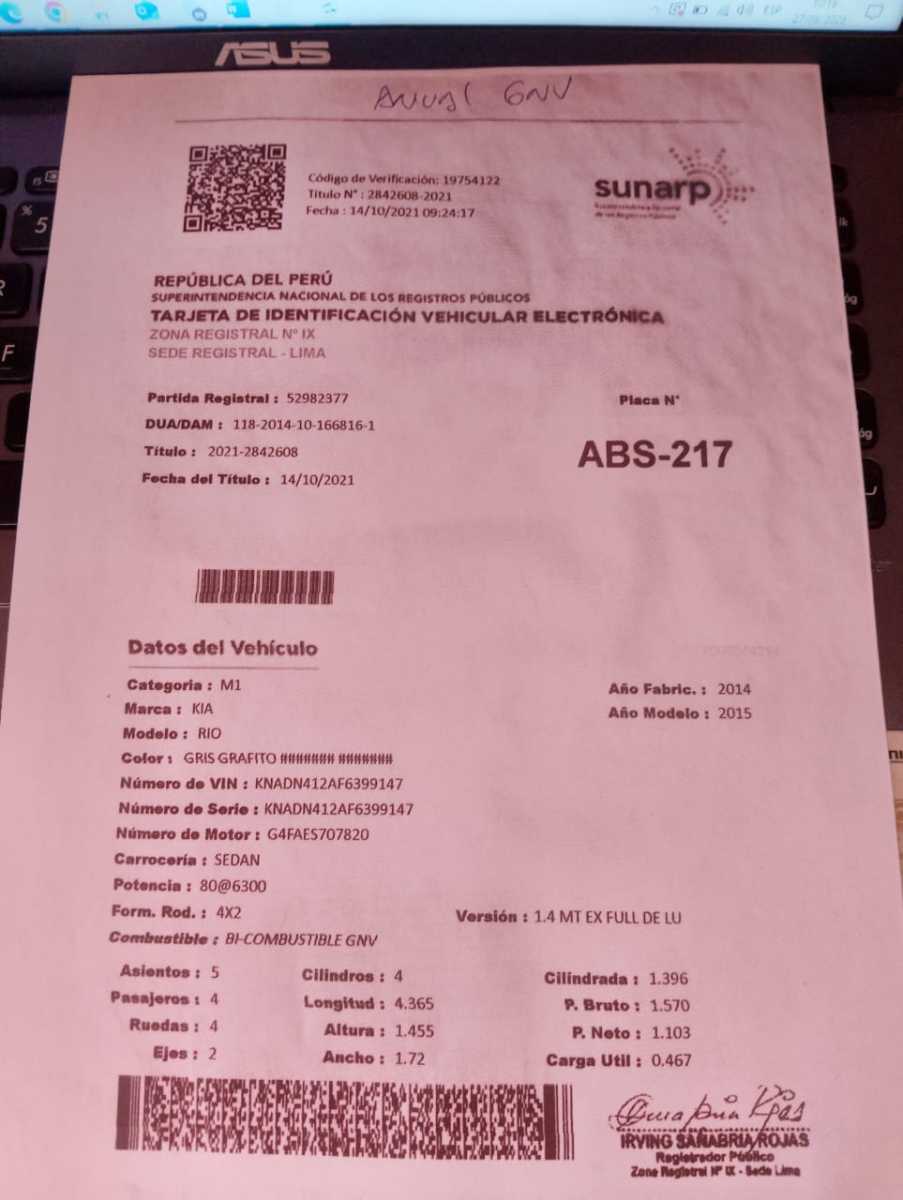 ASUS
ANUAL GNV
Código de Verificación: 19754122
Título N° : 2842608-2021
Fecha : 14/10/2021 09:24:17
sunarp
REPÚBLICA DEL PERÚ
SUPERINTENDENCIA NACIONAL DE LOS REGISTROS PÚBLICOS
TARJETA DE IDENTIFICACIÓN VEHICULAR ELECTRÓNICA
ZONA REGISTRAL N° IX
SEDE REGISTRAL - LIMA
Partida Registral : 52982377
Placa N°
DUA/DAM : 118-2014-10-166816-1
Título : 2021-2842608
ABS-217
Fecha del Título : 14/10/2021
Datos del Vehículo
Categoria : M1
Año Fabric. : 2014
Marca : KIA
Año Modelo : 2015
Modelo : RIO
Color : GRIS GRAFITO ####### #######
Número de VIN : KNADN412AF6399147
Número de Serie : KNADN412AF6399147
Número de Motor : G4FAES707820
Carrocería : SEDAN
Potencia : 80@6300
Form. Rod. : 4X2
Versión : 1.4 MT EX FULL DE LU
Combustible : BI-COMBUSTIBLE GNV
Asientos : 5 Cilindros : 4 Cilindrada : 1.396
Pasajeros : 4 Longitud : 4.365 P. Bruto : 1.570
Ruedas : 4 Altura : 1.455 P. Neto : 1.103
Ejes : 2 Ancho : 1.72 Carga Util : 0.467
IRVING SANABRIA ROJAS
Registrador Público
Zona Registral N° IX - Sede Lima